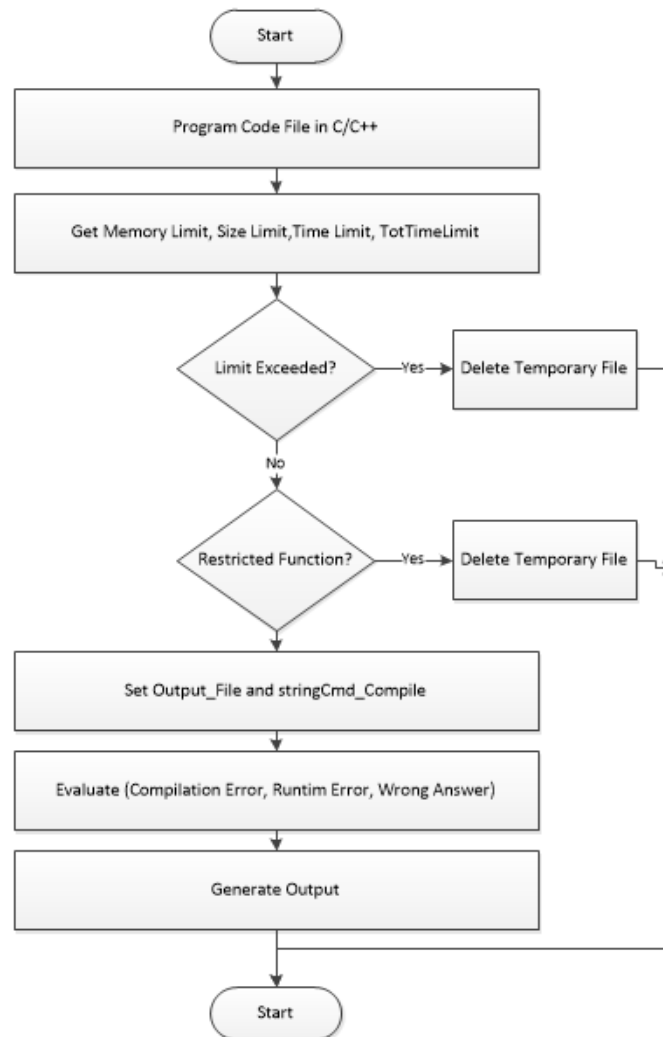 Start
Program Code File in C/C++
Get Memory Limit, Size Limit,Time Limit, TotTimeLimit
Limit Exceeded?
Yes
Delete Temporary File
No
Restricted Function?
Yes
Delete Temporary File
Set Output_File and stringCmd_Compile
Evaluate (Compilation Error, Runtim Error, Wrong Answer)
Generate Output
Start